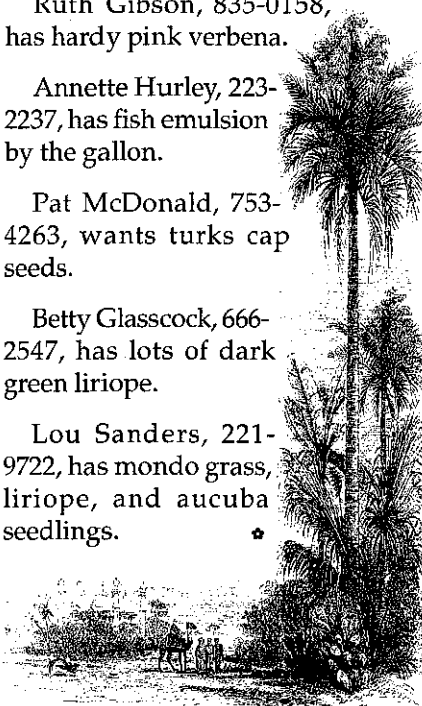 Ruth Gibson, 835-0158,
has hardy pink verbena.
Annette Hurley, 223-
2237, has fish emulsion
by the gallon.
Pat McDonald, 753-
4263, wants turks cap
seeds.
Betty Glasscock, 666-
2547, has lots of dark
green liriope.
Lou Sanders, 221-
9722, has mondo grass,
liriope, and aucuba
seedlings.